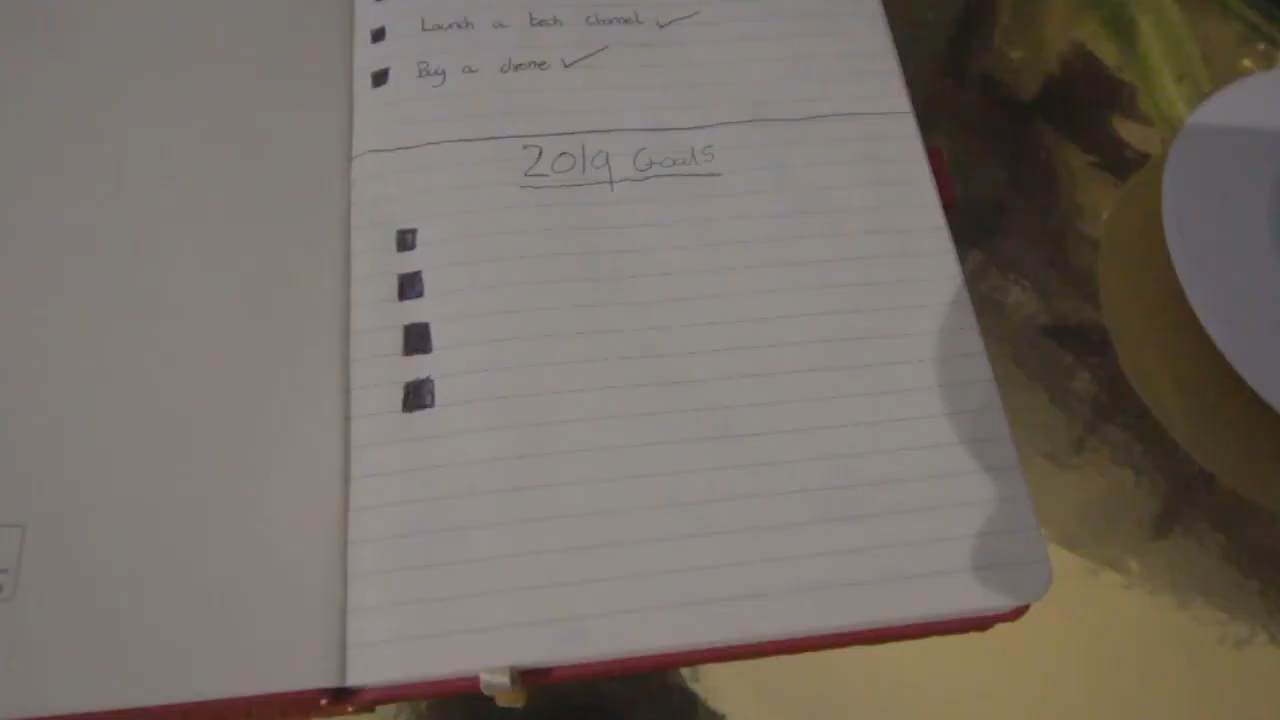 Launch a tech channel ✓
Buy a drone ✓
2019 Goals